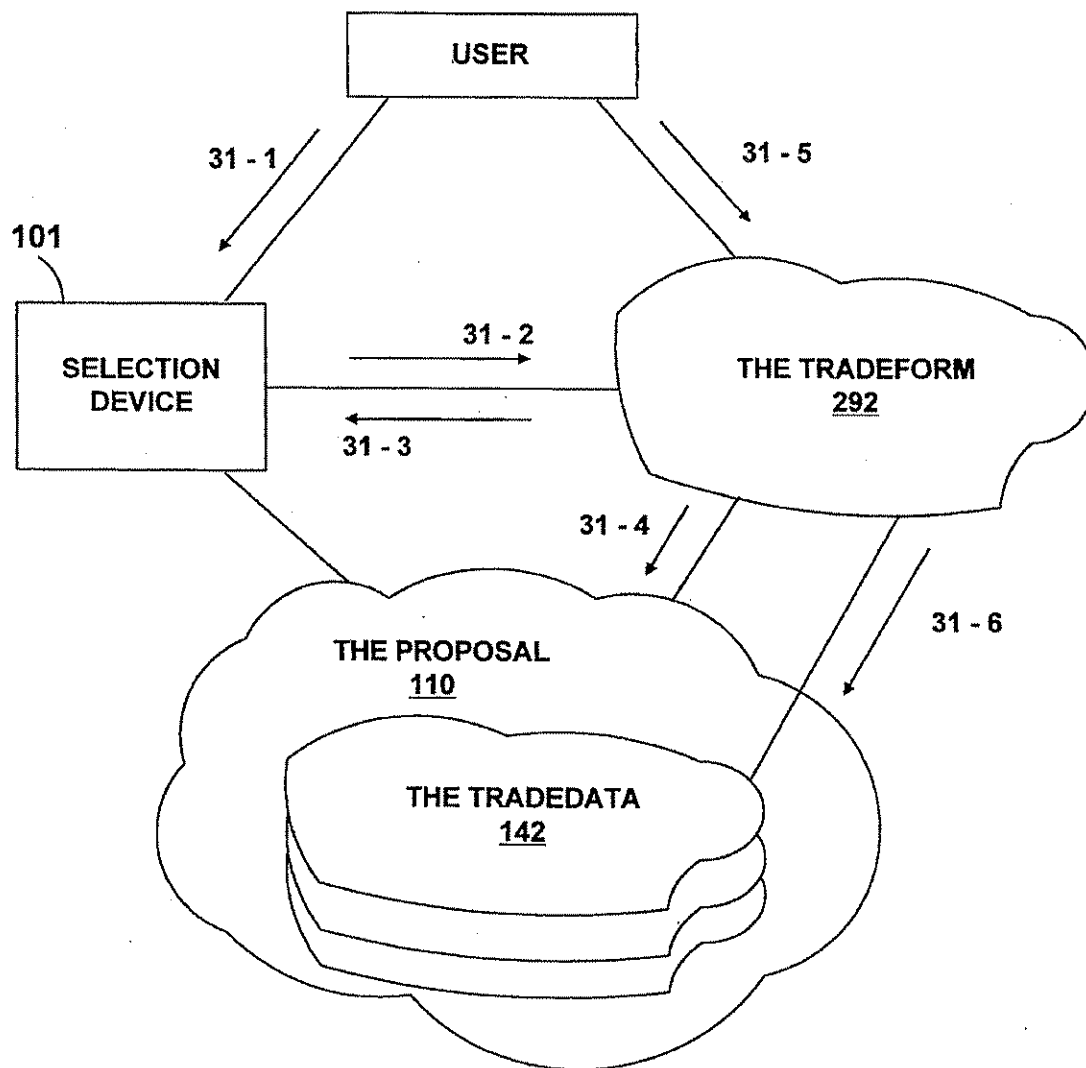 USER
31 - 1
31 - 5
101
SELECTION
DEVICE
31 - 2
31 - 3
THE TRADEFORM
292
31 - 4
31 - 6
THE PROPOSAL
110
THE TRADEDATA
142